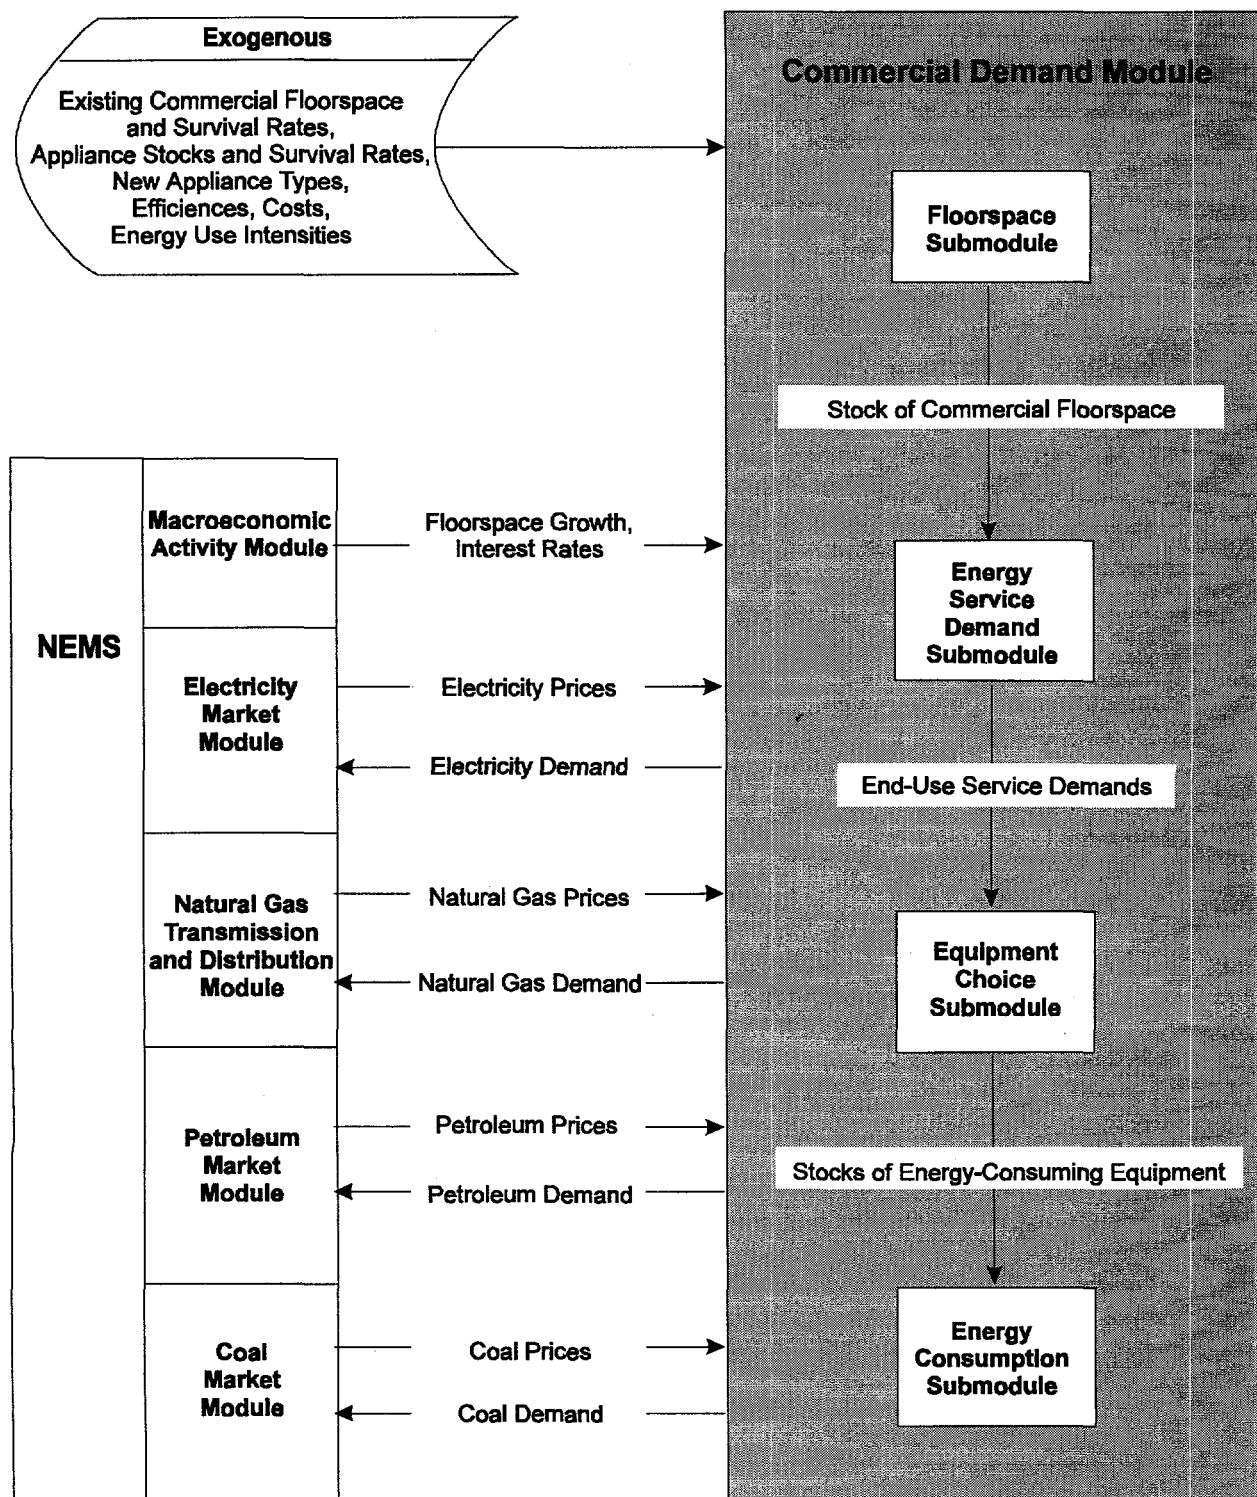 Exogenous
Existing Commercial Floorspace
and Survival Rates,
Appliance Stocks and Survival Rates,
New Appliance Types,
Efficiences, Costs,
Energy Use Intensities
Commercial Demand Module
Floorspace
Submodule
Stock of Commercial Floorspace
Energy
Service
Demand
Submodule
End-Use Service Demands
Equipment
Choice
Submodule
Stocks of Energy-Consuming Equipment
Energy
Consumption
Submodule
NEMS
Macroeconomic
Activity Module
Floorspace Growth,
Interest Rates
Electricity
Market
Module
Electricity Prices
Electricity Demand
Natural Gas
Transmission
and Distribution
Module
Natural Gas Prices
Natural Gas Demand
Petroleum
Market
Module
Petroleum Prices
Petroleum Demand
Coal
Market
Module
Coal Prices
Coal Demand